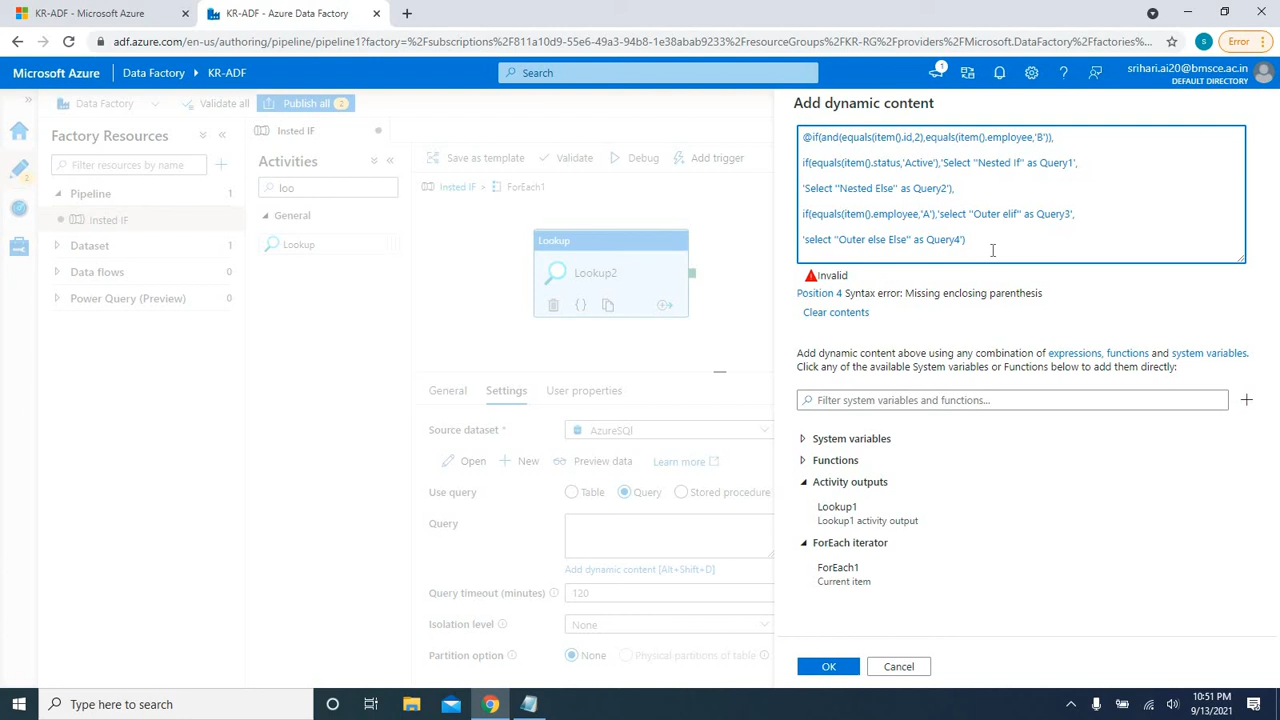 KR-ADF - Microsoft Azure
KR-ADF - Azure Data Factory
adf.azure.com/en-us/authoring/pipeline/pipeline1?factory=%2Fsubscriptions%2F811a10d9-55e6-49a3-94b8-1e38abab9233%2FresourceGroups%2FKR-RG%2Fproviders%2FMicrosoft.DataFactory%2Ffactories%...
S
Error
Microsoft Azure
Data Factory
KR-ADF
Search
1
srihari.ai20@bmsce.ac.in
DEFAULT DIRECTORY
Data Factory
Validate all
Publish all
2
Add dynamic content
Factory Resources
Filter resources by name
Pipeline
1
Insted IF
Dataset
1
Data flows
0
Power Query (Preview)
0
2
Insted IF
Activities
loo
General
Lookup
Save as template
Validate
Debug
Add trigger
Insted IF
ForEach1
Lookup
Lookup2
General
Settings
User properties
Source dataset *
AzureSQl
Open
New
Preview data
Learn more
Use query
Table
Query
Stored procedure
Query
Add dynamic content [Alt+Shift+D]
Query timeout (minutes)
120
Isolation level
None
Partition option
None
Physical partitions of table
@if(and(equals(item().id,2),equals(item().employee,'B')),
if(equals(item().status,'Active'),'Select ''Nested If'' as Query1',
'Select ''Nested Else'' as Query2'),
if(equals(item().employee,'A'),'select ''Outer elif'' as Query3',
'select ''Outer else Else'' as Query4')
Invalid
Position 4 Syntax error: Missing enclosing parenthesis
Clear contents
Add dynamic content above using any combination of expressions, functions and system variables.
Click any of the available System variables or Functions below to add them directly:
Filter system variables and functions...
System variables
Functions
Activity outputs
Lookup1
Lookup1 activity output
ForEach iterator
ForEach1
Current item
OK
Cancel
Type here to search
10:51 PM
9/13/2021